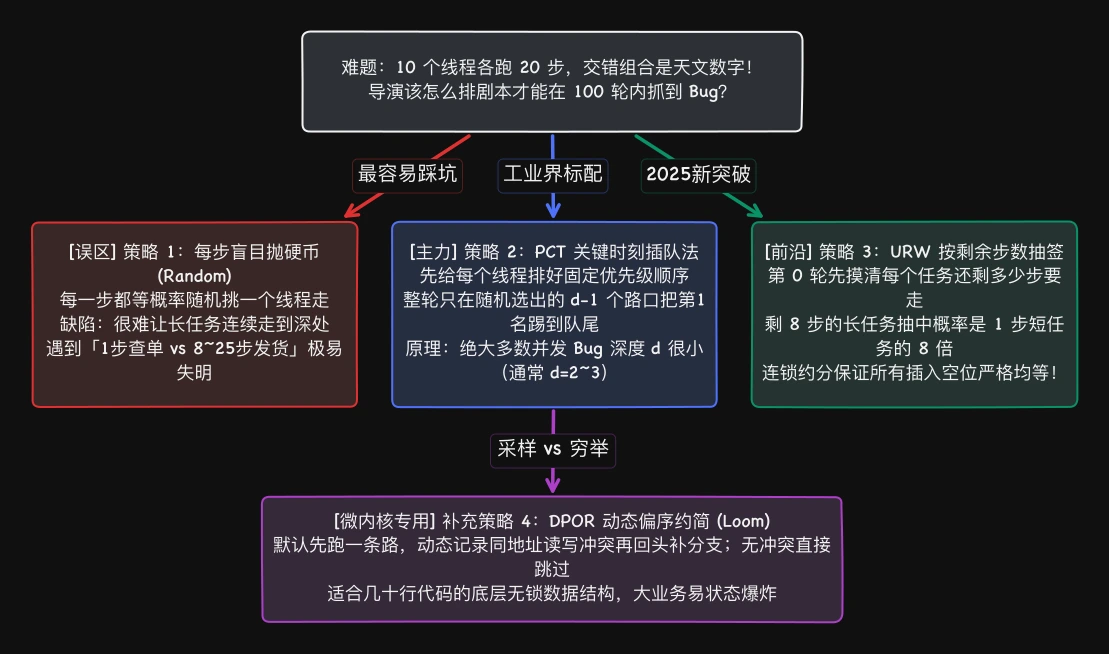 难题：10 个线程各跑 20 步，交错组合是天文数字！
导演该怎么排剧本才能在 100 轮内抓到 Bug？
最容易踩坑
工业界标配
2025新突破
[误区] 策略 1：每步盲目抛硬币
(Random)
每一步都等概率随机挑一个线程走
缺陷：很难让长任务连续走到深处
遇到「1步查单 vs 8~25步发货」极易
失明
[主力] 策略 2：PCT 关键时刻插队法
先给每个线程排好固定优先级顺序
整轮只在随机选出的 d-1 个路口把第1
名踢到队尾
原理：绝大多数并发 Bug 深度 d 很小
（通常 d=2~3）
[前沿] 策略 3：URW 按剩余步数抽签
第 0 轮先摸清每个任务还剩多少步要
走
剩 8 步的长任务抽中概率是 1 步短任
务的 8 倍
连锁约分保证所有插入空位严格均等！
采样 vs 穷举
[微内核专用] 补充策略 4：DPOR 动态偏序约简 (Loom)
默认先跑一条路，动态记录同地址读写冲突再回头补分支；无冲突直接
跳过
适合几十行代码的底层无锁数据结构，大业务易状态爆炸